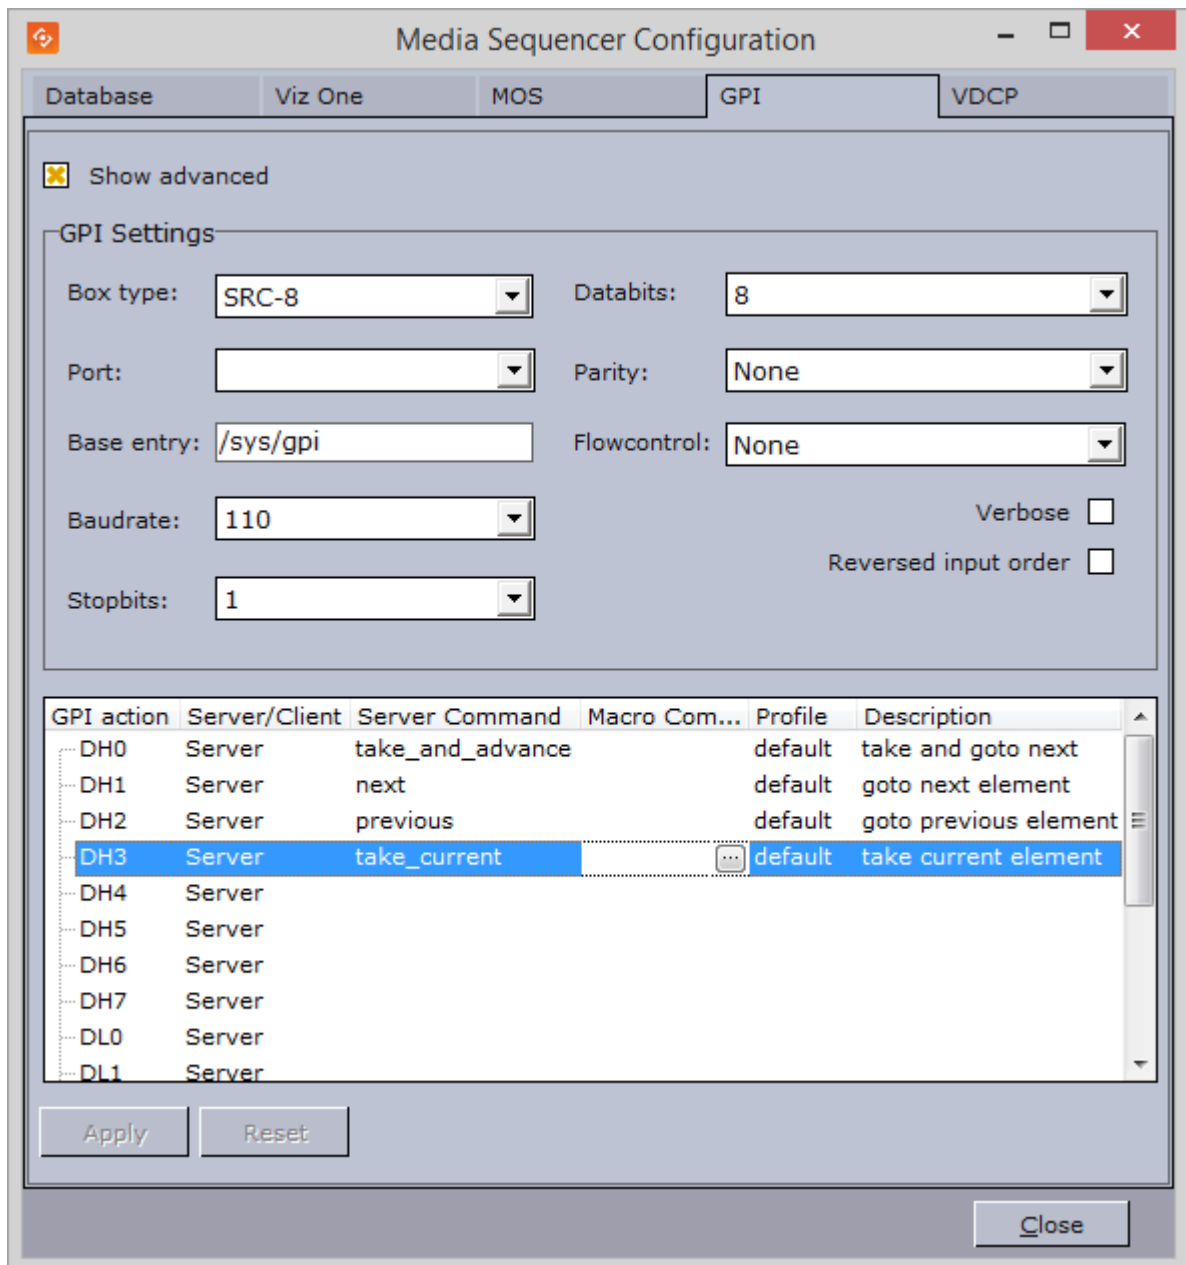 Media Sequencer Configuration
Database Viz One MOS GPI VDCP
Show advanced
GPI Settings
Box type: SRC-8 Databits: 8
Port: Parity: None
Base entry: /sys/gpi Flowcontrol: None
Baudrate: 110 Verbose
Reversed input order
Stopbits: 1
GPI action Server/Client Server Command Macro Com... Profile Description
DH0 Server take_and_advance default take and goto next
DH1 Server next default goto next element
DH2 Server previous default goto previous element
DH3 Server take_current ... default take current element
DH4 Server
DH5 Server
DH6 Server
DH7 Server
DL0 Server
DL1 Server
Apply Reset
Close